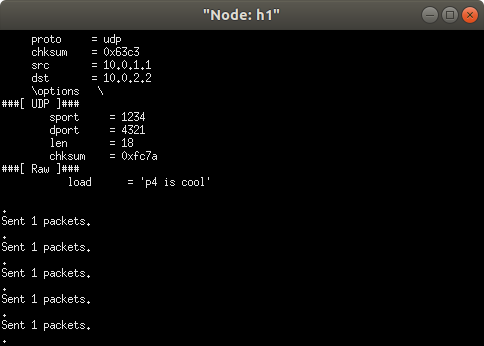 "Node: h1"
proto = udp
chksum = 0x63c3
src = 10.0.1.1
dst = 10.0.2.2
\options \
###[ UDP ]###
sport = 1234
dport = 4321
len = 18
chksum = 0xfc7a
###[ Raw ]###
load = 'p4 is cool'
.
Sent 1 packets.
.
Sent 1 packets.
.
Sent 1 packets.
.
Sent 1 packets.
.
Sent 1 packets.
.